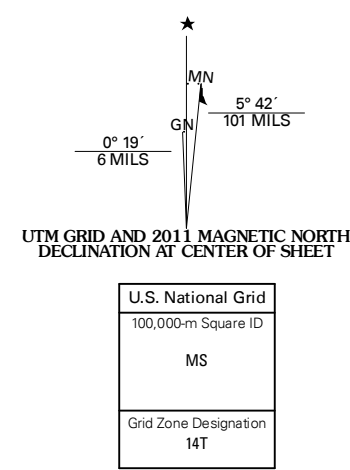 MN
5° 42´
101 MILS
GN
0° 19´
6 MILS
UTM GRID AND 2011 MAGNETIC NORTH
DECLINATION AT CENTER OF SHEET
U.S. National Grid
100,000-m Square ID
MS
Grid Zone Designation
14T